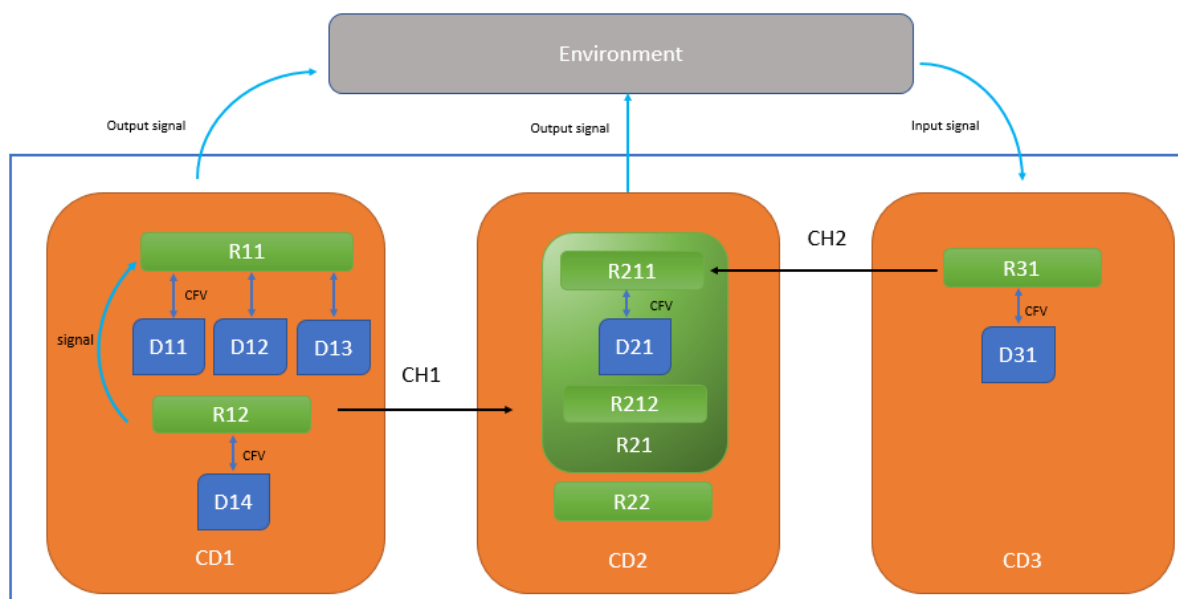 Environment
Output signal
Output signal
Input signal
R11
CFV
D11
D12
D13
signal
R12
CFV
D14
CD1
CH1
R211
CFV
D21
R212
R21
R22
CD2
CH2
R31
CFV
D31
CD3